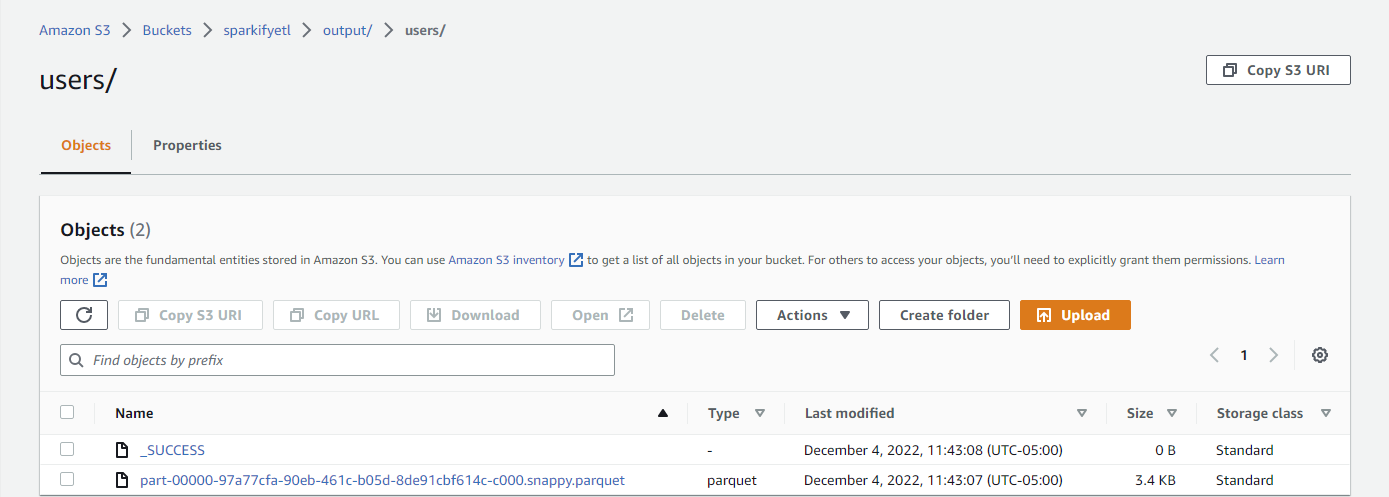 Amazon S3 > Buckets > sparkifyetl > output/ > users/
users/
Copy S3 URI
Objects Properties
Objects (2)
Objects are the fundamental entities stored in Amazon S3. You can use Amazon S3 inventory to get a list of all objects in your bucket. For others to access your objects, you'll need to explicitly grant them permissions. Learn
more
Copy S3 URI Copy URL Download Open Delete Actions Create folder Upload
Find objects by prefix
1
Name Type Last modified Size Storage class
_SUCCESS - December 4, 2022, 11:43:08 (UTC-05:00) 0 B Standard
part-00000-97a77cfa-90eb-461c-b05d-8de91cbf614c-c000.snappy.parquet parquet December 4, 2022, 11:43:07 (UTC-05:00) 3.4 KB Standard